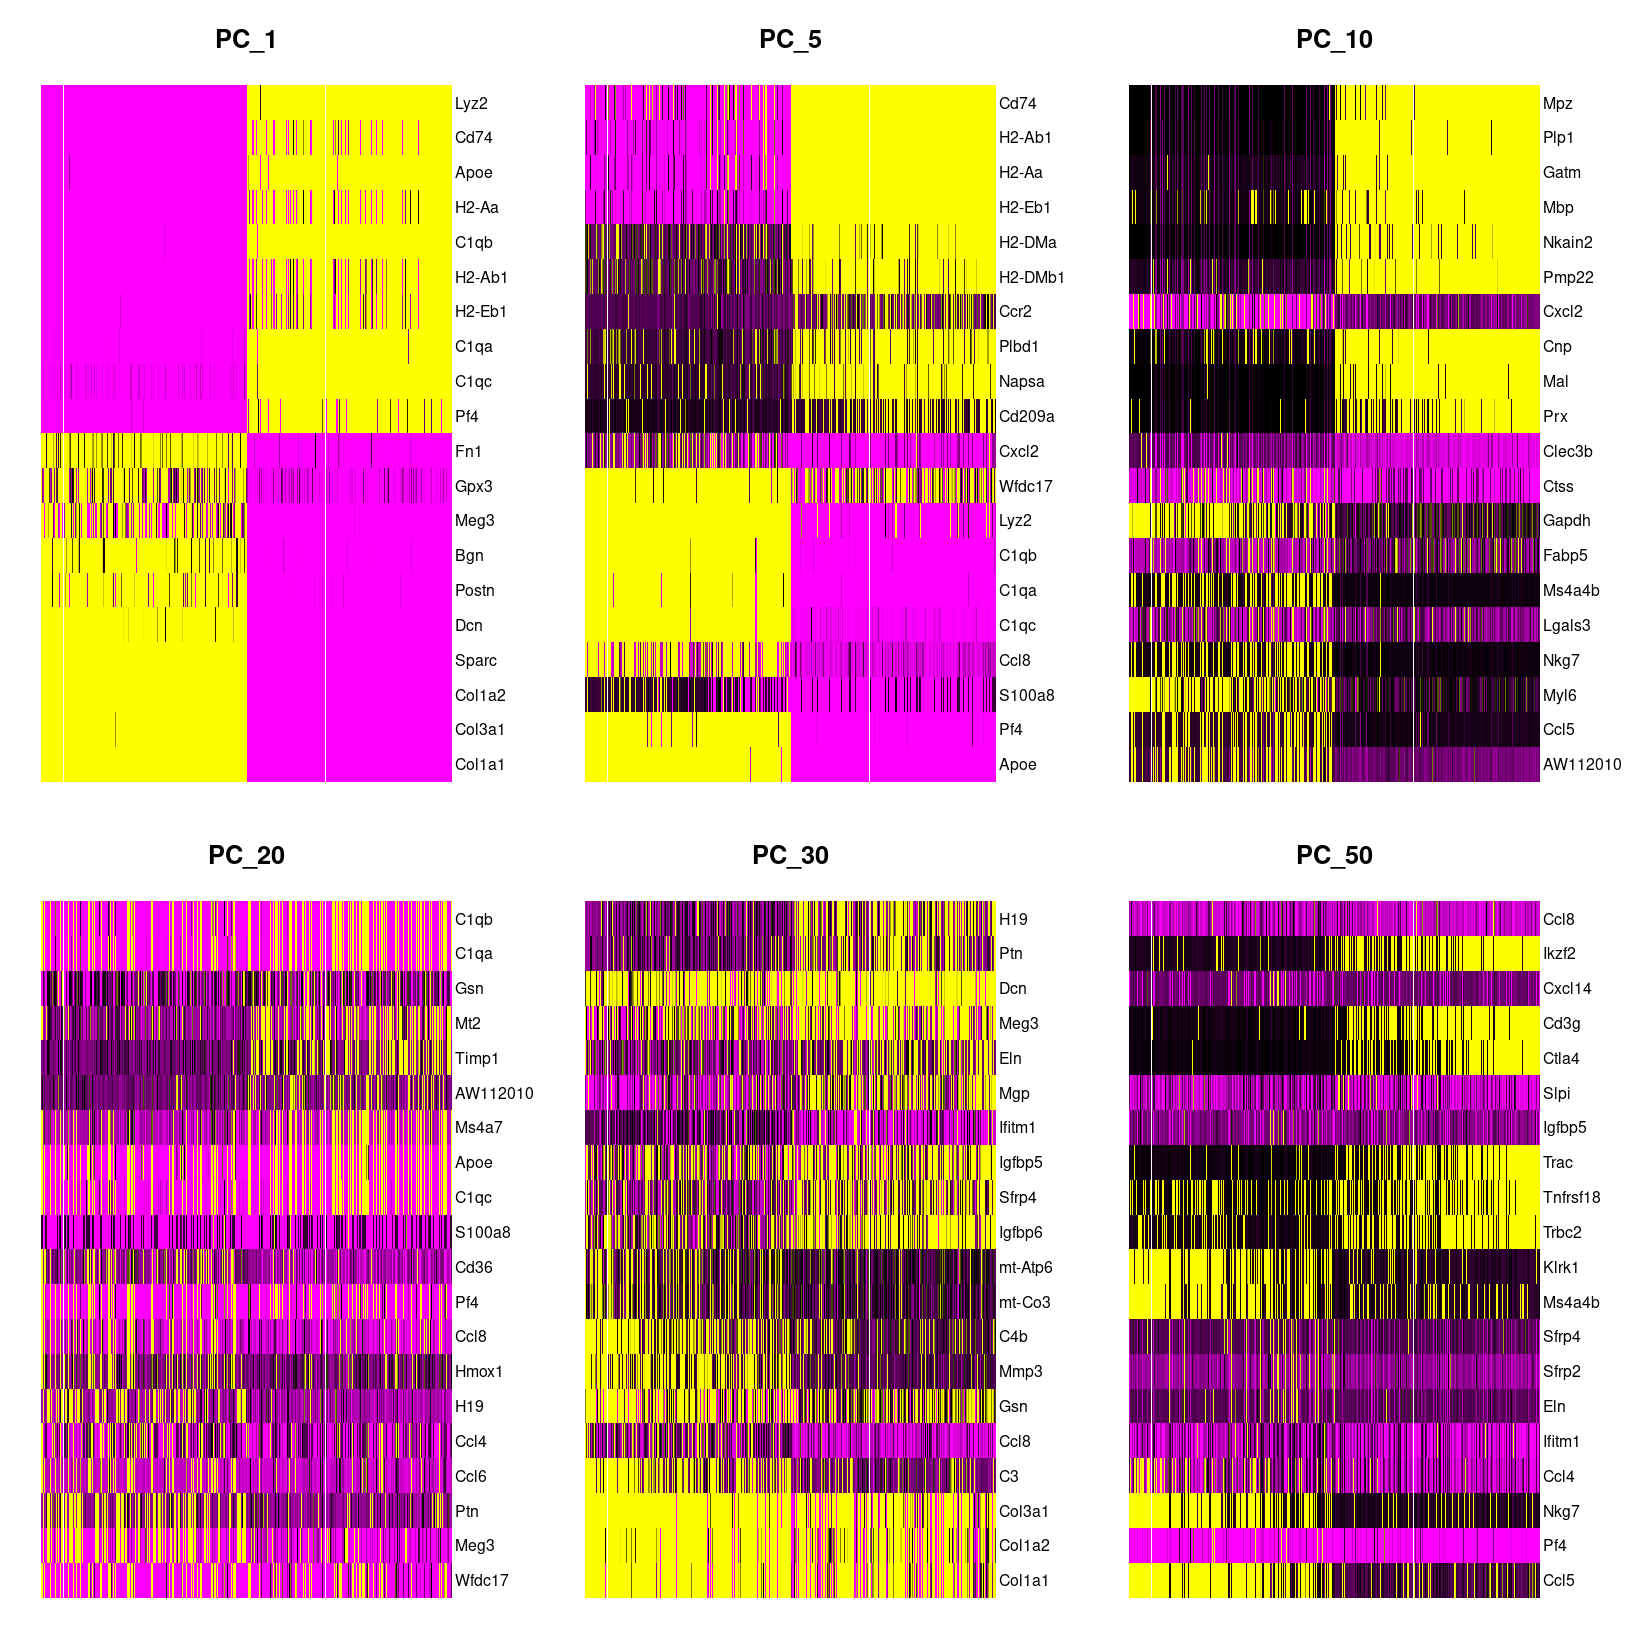 PC_1
Lyz2
Cd74
Apoe
H2-Aa
C1qb
H2-Ab1
H2-Eb1
C1qa
C1qc
Pf4
Fn1
Gpx3
Meg3
Bgn
Postn
Dcn
Sparc
Col1a2
Col3a1
Col1a1
PC_5
Cd74
H2-Ab1
H2-Aa
H2-Eb1
H2-DMa
H2-DMb1
Ccr2
Plbd1
Napsa
Cd209a
Cxcl2
Wfdc17
Lyz2
C1qb
C1qa
C1qc
Ccl8
S100a8
Pf4
Apoe
PC_10
Mpz
Plp1
Gatm
Mbp
Nkain2
Pmp22
Cxcl2
Cnp
Mal
Prx
Clec3b
Ctss
Gapdh
Fabp5
Ms4a4b
Lgals3
Nkg7
Myl6
Ccl5
AW112010
PC_20
C1qb
C1qa
Gsn
Mt2
Timp1
AW112010
Ms4a7
Apoe
C1qc
S100a8
Cd36
Pf4
Ccl8
Hmox1
H19
Ccl4
Ccl6
Ptn
Meg3
Wfdc17
PC_30
H19
Ptn
Dcn
Meg3
Eln
Mgp
Ifitm1
Igfbp5
Sfrp4
Igfbp6
mt-Atp6
mt-Co3
C4b
Mmp3
Gsn
Ccl8
C3
Col3a1
Col1a2
Col1a1
PC_50
Ccl8
Ikzf2
Cxcl14
Cd3g
Ctla4
Slpi
Igfbp5
Trac
Tnfrsf18
Trbc2
Klrk1
Ms4a4b
Sfrp4
Sfrp2
Eln
Ifitm1
Ccl4
Nkg7
Pf4
Ccl5